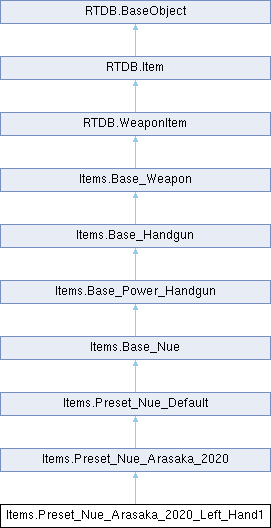 RTDB.BaseObject
RTDB.Item
RTDB.WeaponItem
Items.Base_Weapon
Items.Base_Handgun
Items.Base_Power_Handgun
Items.Base_Nue
Items.Preset_Nue_Default
Items.Preset_Nue_Arasaka_2020
Items.Preset_Nue_Arasaka_2020_Left_Hand1